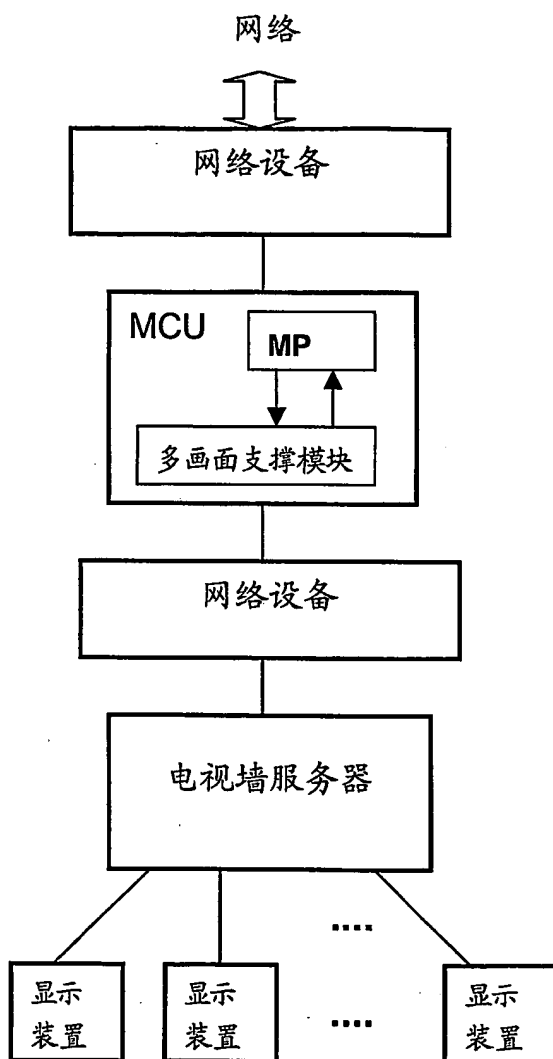 网络
网络设备
MCU
MP
多画面支撑模块
网络设备
电视墙服务器
....
显示
装置
显示
装置
....
显示
装置